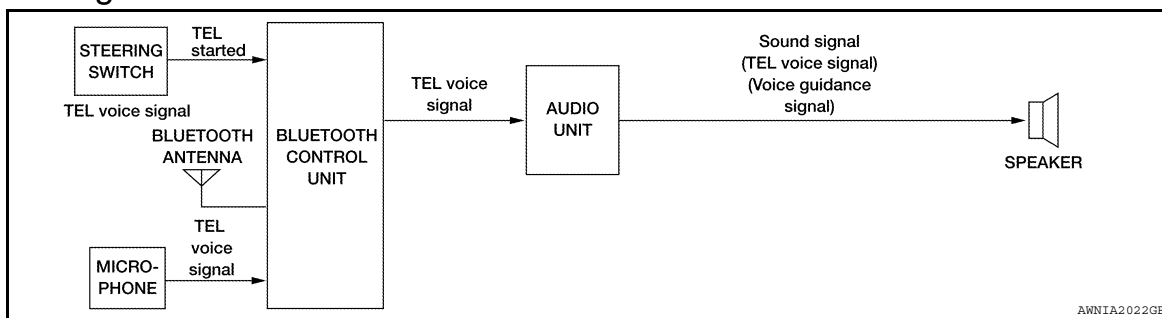 STEERING
SWITCH
TEL
started
TEL voice signal
BLUETOOTH
ANTENNA
TEL
voice
signal
MICRO-
PHONE
BLUETOOTH
CONTROL
UNIT
TEL voice
signal
AUDIO
UNIT
Sound signal
(TEL voice signal)
(Voice guidance
signal)
SPEAKER